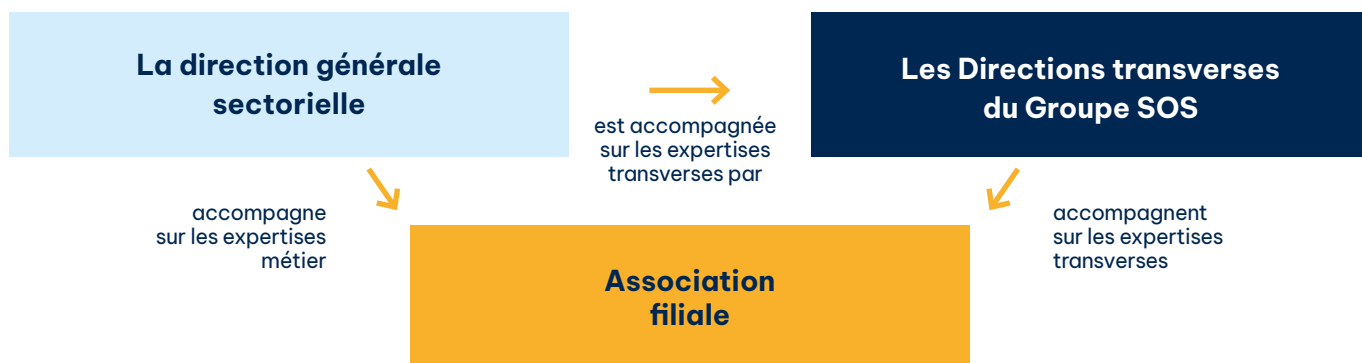 La direction générale
sectorielle
Les Directions transverses
du Groupe SOS
est accompagnée
sur les expertises
transverses par
accompagne
sur les expertises
métier
accompagnent
sur les expertises
transverses
Association
filiale